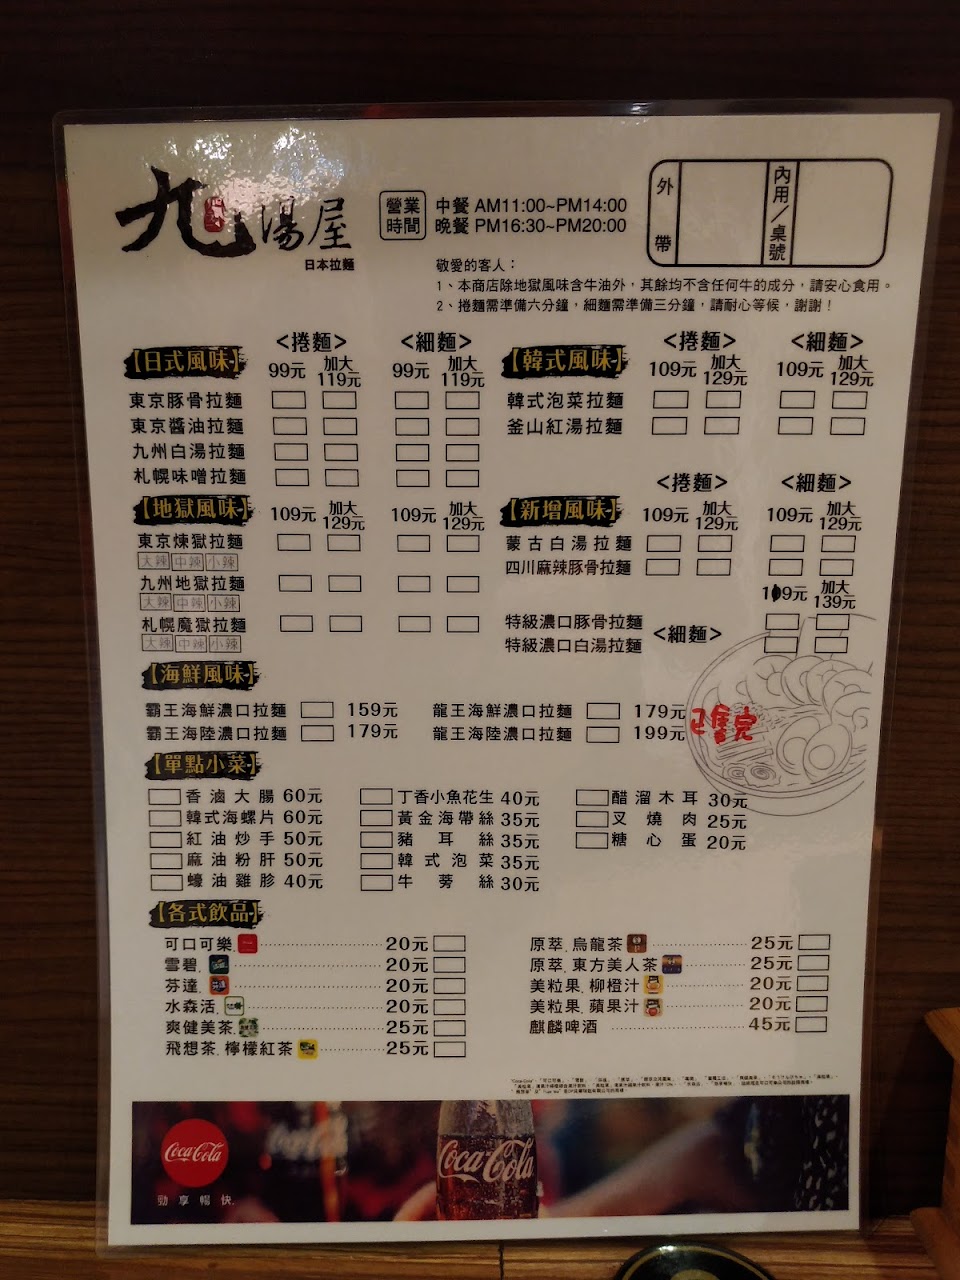 九湯屋
日本拉麵
營業時間
中餐 AM11:00~PM14:00
晚餐 PM16:30~PM20:00
外帶
內用/桌號
敬愛的客人：
1、本商店除地獄風味含牛油外，其餘均不含任何牛的成分，請安心食用。
2、捲麵需準備六分鐘，細麵需準備三分鐘，請耐心等候，謝謝！
【日式風味】 <捲麵> <細麵>
99元 加大119元 99元 加大119元
東京豚骨拉麵
東京醬油拉麵
九州白湯拉麵
札幌味噌拉麵
【韓式風味】 <捲麵> <細麵>
109元 加大129元 109元 加大129元
韓式泡菜拉麵
釜山紅湯拉麵
【地獄風味】 109元 加大129元 109元 加大129元
東京煉獄拉麵
大辣 中辣 小辣
九州地獄拉麵
大辣 中辣 小辣
札幌魔獄拉麵
大辣 中辣 小辣
<捲麵> <細麵>
【新增風味】 109元 加大129元 109元 加大129元
蒙古白湯拉麵
四川麻辣豚骨拉麵
加大139元
特級濃口豚骨拉麵
特級濃口白湯拉麵
<細麵>
【海鮮風味】
霸王海鮮濃口拉麵 159元 龍王海鮮濃口拉麵 179元
霸王海陸濃口拉麵 179元 龍王海陸濃口拉麵 199元
已售完
【單點小菜】
香滷大腸 60元 丁香小魚花生 40元 醋溜木耳 30元
韓式海螺片 60元 黃金海帶絲 35元 叉燒肉 25元
紅油炒手 50元 豬耳絲 35元 糖心蛋 20元
麻油粉肝 50元 韓式泡菜 35元
蠔油雞胗 40元 牛蒡絲 30元
【各式飲品】
可口可樂. 20元 原萃. 烏龍茶 25元
雪碧. 20元 原萃. 東方美人茶 25元
芬達. 20元 美粒果. 柳橙汁 20元
水森活. 20元 美粒果. 蘋果汁 20元
爽健美茶. 25元 麒麟啤酒 45元
飛想茶. 檸檬紅茶 25元
Coca-Cola
Coca-Cola
勁享暢快.